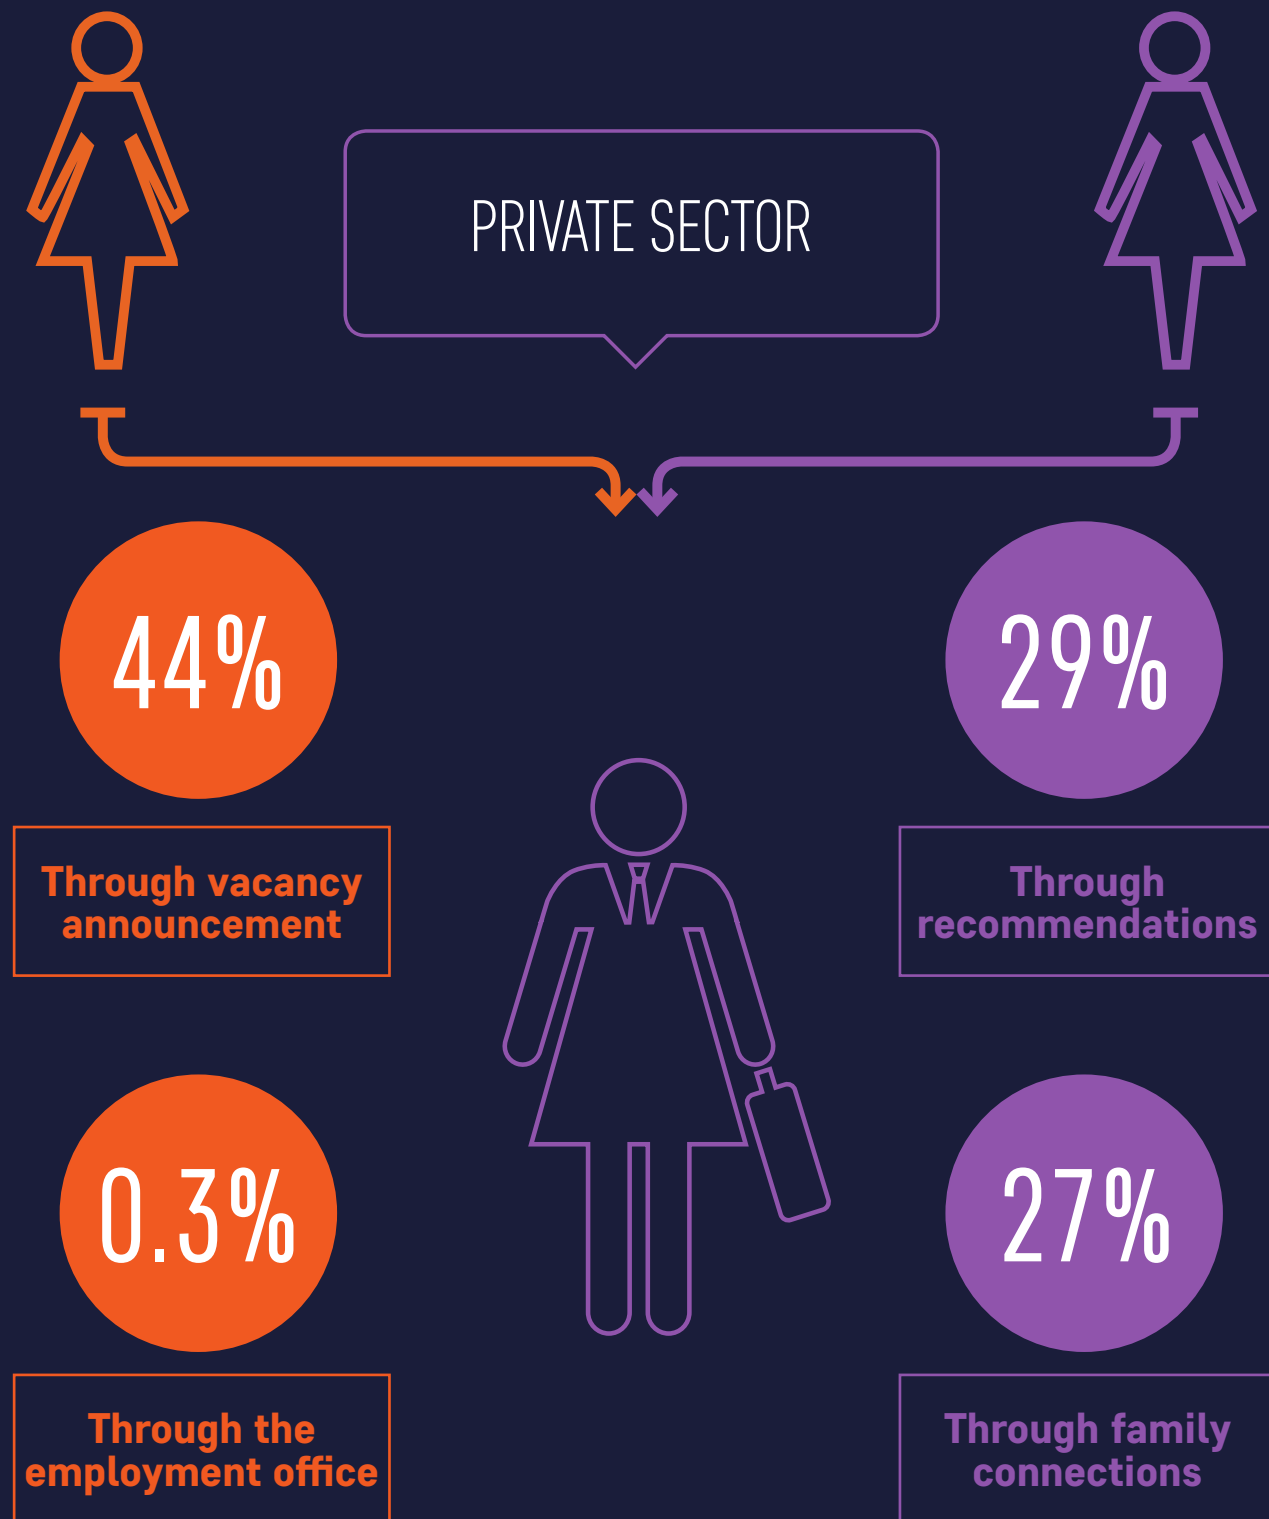 PRIVATE SECTOR
44%
Through vacancy
announcement
29%
Through
recommendations
0.3%
Through the
employment office
27%
Through family
connections